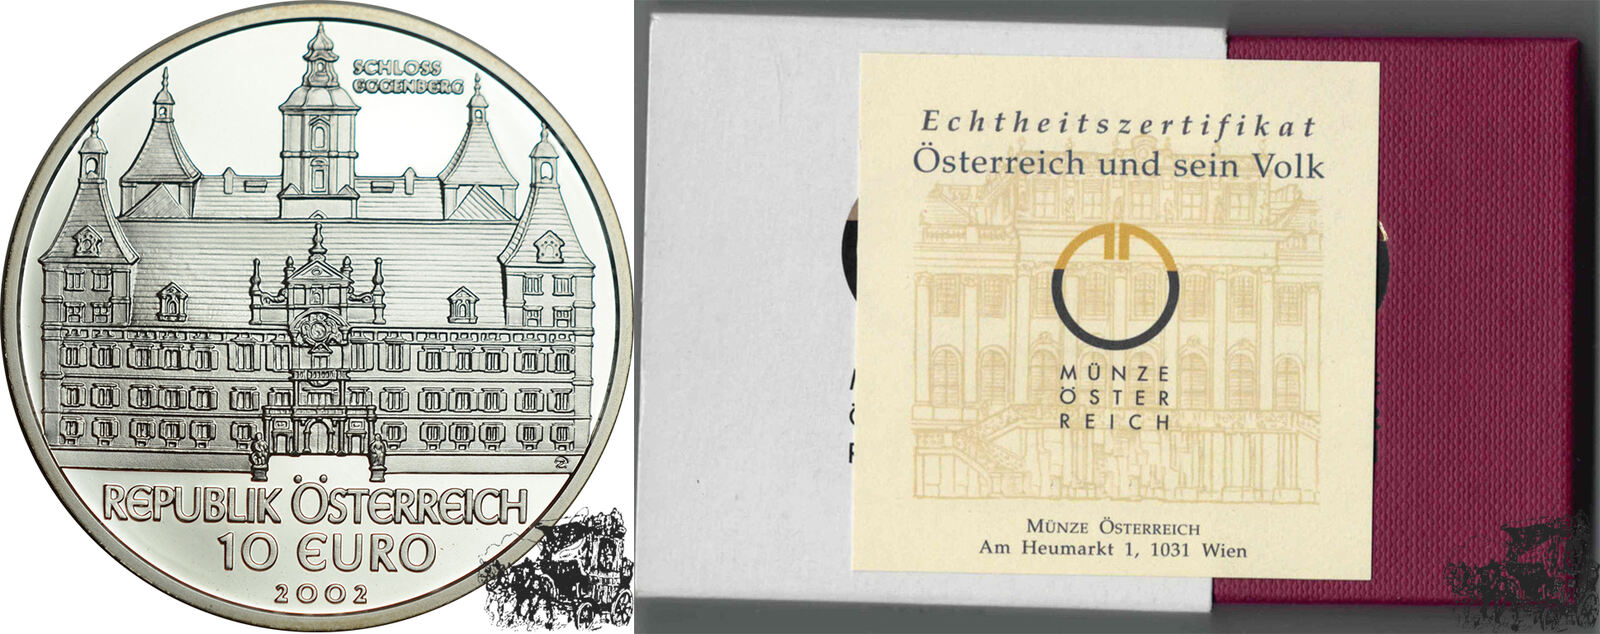 SCHLOSS
EGGENBERG
REPUBLIK ÖSTERREICH
10 EURO
2002
Echtheitszertifikat
Österreich und sein Volk
MÜNZE
ÖSTER
REICH
MÜNZE ÖSTERREICH
Am Heumarkt 1, 1031 Wien